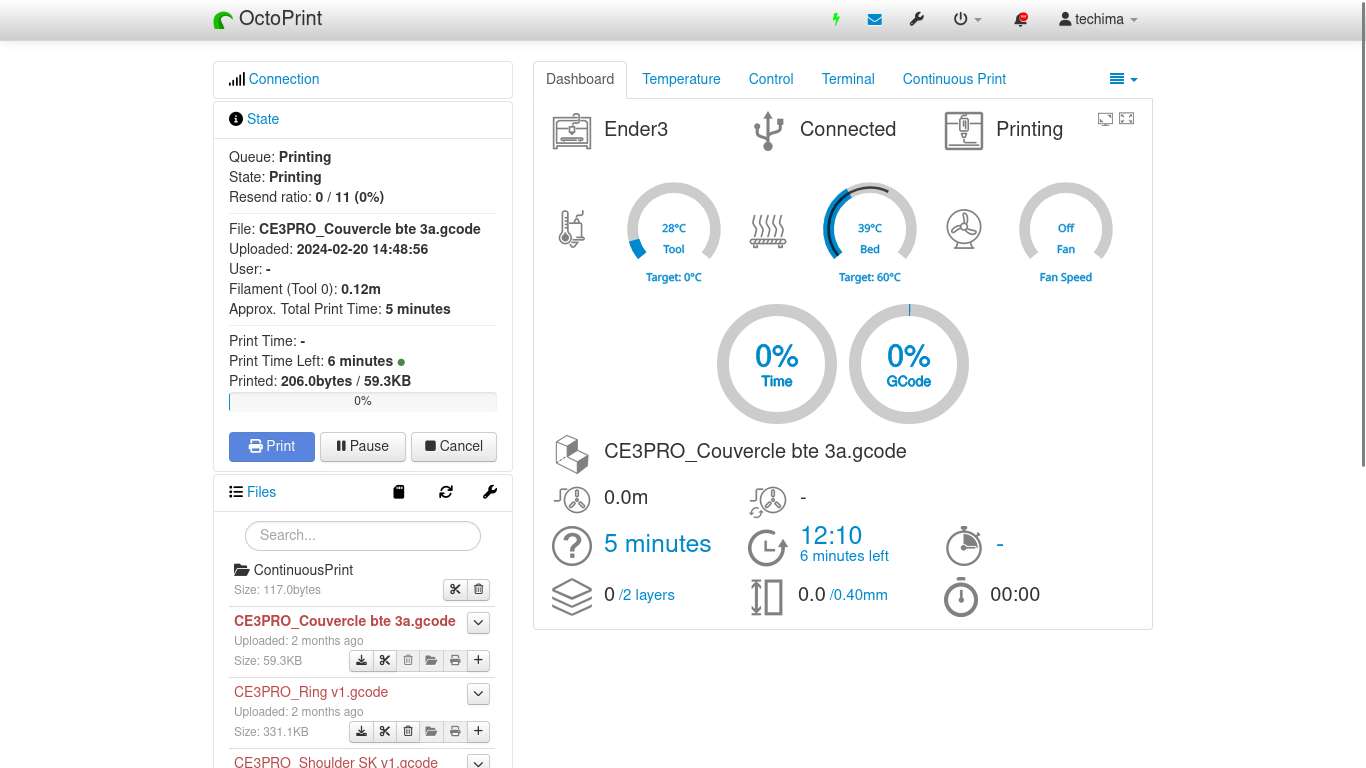 OctoPrint
techima
Connection
State
Queue: Printing
State: Printing
Resend ratio: 0 / 11 (0%)
File: CE3PRO_Couvercle bte 3a.gcode
Uploaded: 2024-02-20 14:48:56
User: -
Filament (Tool 0): 0.12m
Approx. Total Print Time: 5 minutes
Print Time: -
Print Time Left: 6 minutes
Printed: 206.0bytes / 59.3KB
0%
Print Pause Cancel
Files
Search...
ContinuousPrint
Size: 117.0bytes
CE3PRO_Couvercle bte 3a.gcode
Uploaded: 2 months ago
Size: 59.3KB
CE3PRO_Ring v1.gcode
Uploaded: 2 months ago
Size: 331.1KB
CE3PRO_Shoulder SK v1.gcode
Dashboard Temperature Control Terminal Continuous Print
Ender3 Connected Printing
28°C 39°C Off
Tool Bed Fan
Target: 0°C Target: 60°C Fan Speed
0% 0%
Time GCode
CE3PRO_Couvercle bte 3a.gcode
0.0m -
5 minutes 12:10 -
6 minutes left
0 /2 layers 0.0 /0.40mm 00:00